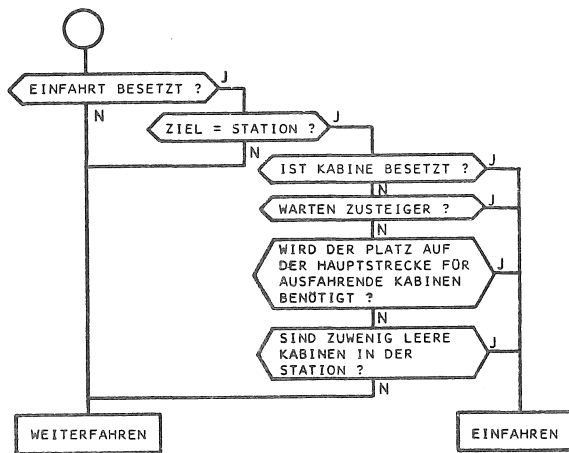 EINFAHRT BESETZT ?
J
N
ZIEL = STATION ?
J
N
IST KABINE BESETZT ?
J
N
WARTEN ZUSTEIGER ?
J
N
WIRD DER PLATZ AUF
DER HAUPTSTRECKE FÜR
AUSFAHRENDE KABINEN
BENÖTIGT ?
J
N
SIND ZUWENIG LEERE
KABINEN IN DER
STATION ?
J
N
WEITERFAHREN
EINFAHREN